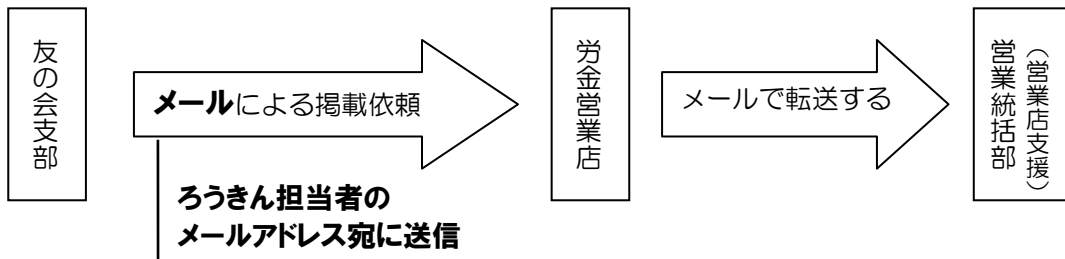 友の会支部
メールによる掲載依頼
ろうきん担当者の
メールアドレス宛に送信
労金営業店
メールで転送する
営業統括部
（営業店支援）